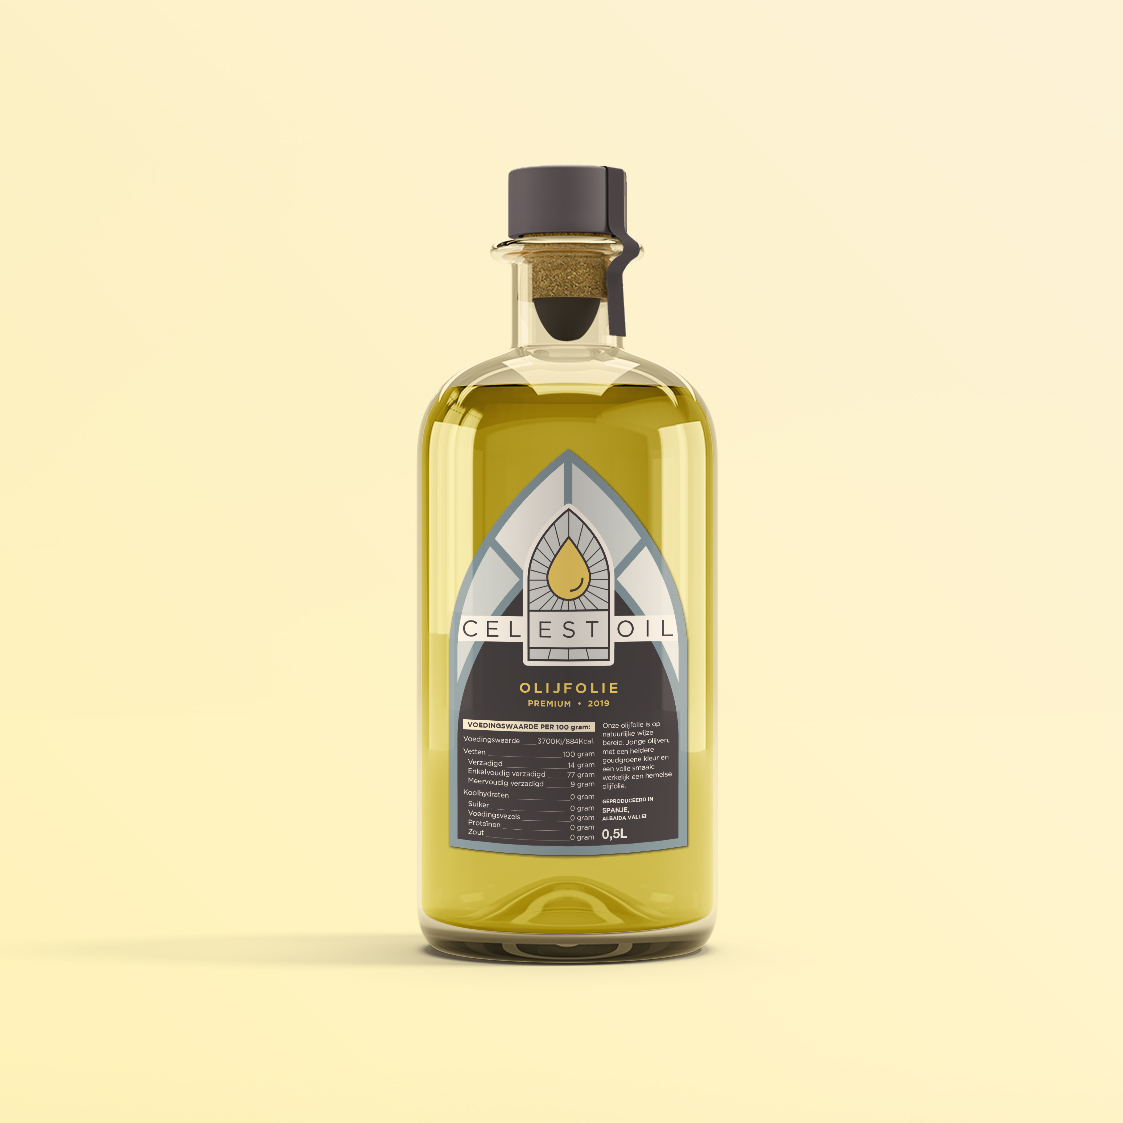 CELESTOIL
OLIJFOLIE
PREMIUM • 2019
VOEDINGSWAARDE PER 100 gram:
Voedingswaarde 3700Kj/884Kcal
Vetten 100 gram
Verzadigd 14 gram
Enkelvoudig verzadigd 77 gram
Meervoudig verzadigd 9 gram
Koolhydraten 0 gram
Suiker 0 gram
Voedingsvezels 0 gram
Proteïnen 0 gram
Zout 0 gram
Onze olijfolie is op
natuurlijke wijze
bereid. Jonge olijven,
met een heldere
goudgroene kleur en
een volle smaak:
werkelijk een hemelse
olijfolie.
GEPRODUCEERD IN
SPANJE,
ALBAIDA VALLEI
0,5L